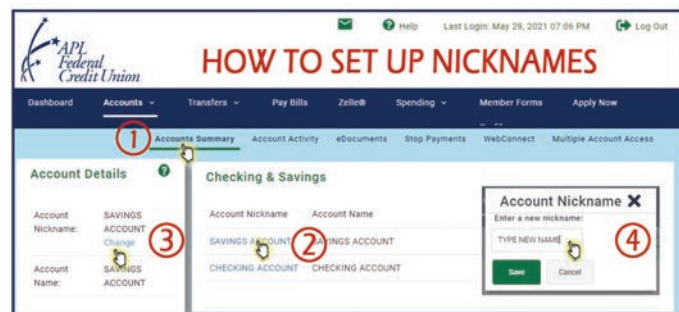 Help Last Login: May 29, 2021 07:06 PM Log Out
APL
Federal
Credit Union
HOW TO SET UP NICKNAMES
Dashboard Accounts Transfers Pay Bills Zelle® Spending Member Forms Apply Now
1 Accounts Summary Account Activity eDocuments Stop Payments WebConnect Multiple Account Access
Account Details ?
Account Nickname:
SAVINGS ACCOUNT
Change
3
Account Name:
SAVINGS ACCOUNT
Checking & Savings
Account Nickname Account Name
SAVINGS ACCOUNT 2 SAVINGS ACCOUNT
CHECKING ACCOUNT CHECKING ACCOUNT
Account Nickname X
Enter a new nickname:
TYPE NEW NAME
4
Save Cancel